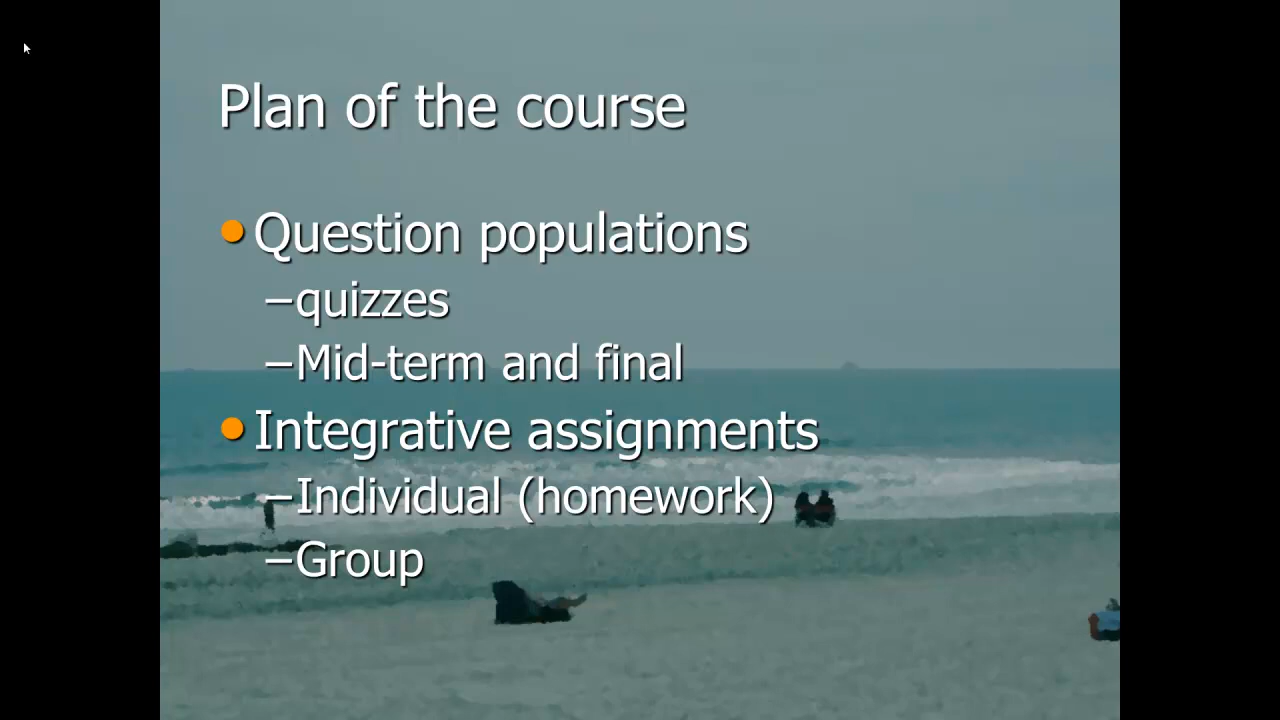 Plan of the course
• Question populations
–quizzes
–Mid-term and final
• Integrative assignments
–Individual (homework)
–Group